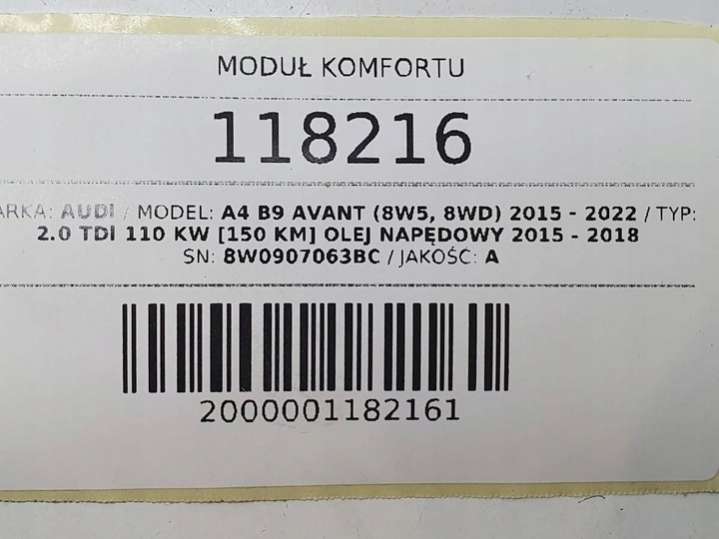 MODUŁ KOMFORTU
118216
ARKA: AUDI / MODEL: A4 B9 AVANT (8W5, 8WD) 2015 - 2022 / TYP:
2.0 TDI 110 KW [150 KM] OLEJ NAPĘDOWY 2015 - 2018
SN: 8W0907063BC / JAKOŚĆ: A
2000001182161